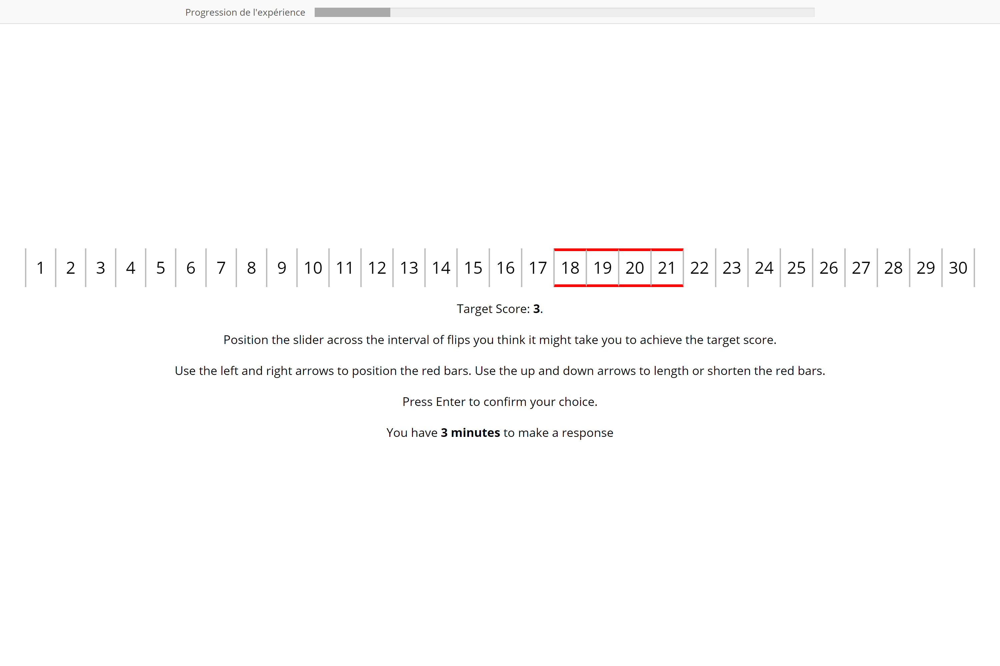 Progression de l'expérience
1 2 3 4 5 6 7 8 9 10 11 12 13 14 15 16 17 18 19 20 21 22 23 24 25 26 27 28 29 30
Target Score: 3.
Position the slider across the interval of flips you think it might take you to achieve the target score.
Use the left and right arrows to position the red bars. Use the up and down arrows to length or shorten the red bars.
Press Enter to confirm your choice.
You have 3 minutes to make a response